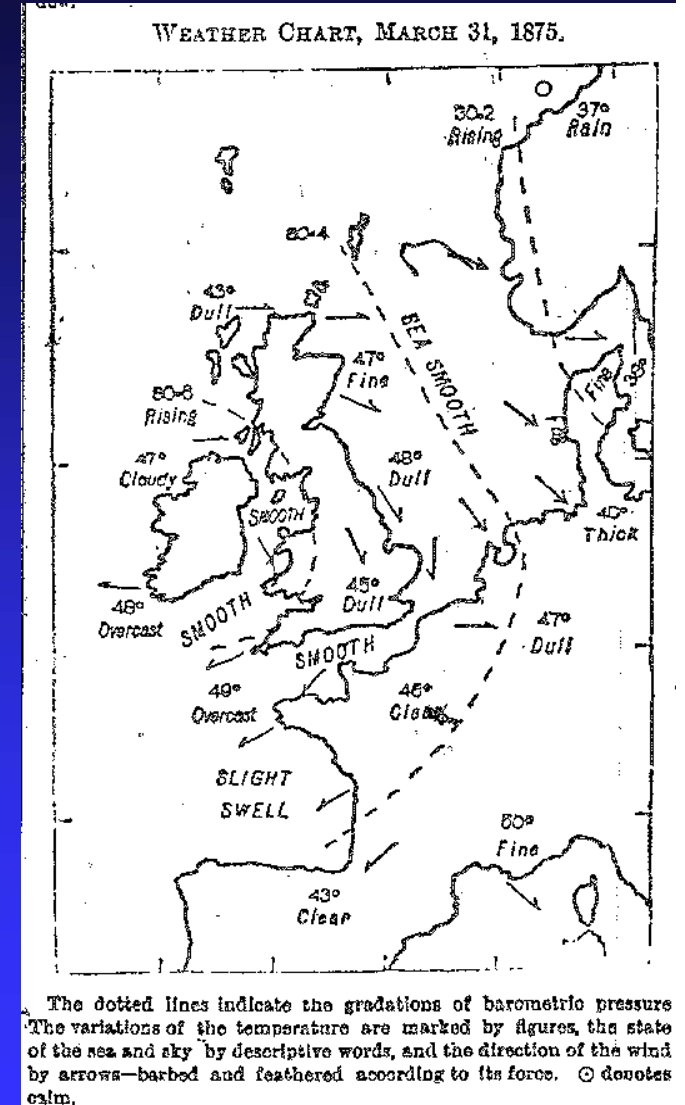 WEATHER CHART, MARCH 31, 1875.
30·2 37°
Rising Rain
30·4
43°
Dull
SEA SMOOTH
47°
Fine
Fine
38°
30·6
Rising
47°
Cloudy
48°
Dull
SMOOTH
40°
Thick
45°
Dull
48°
Overcast
SMOOTH
47°
Dull
SMOOTH
49°
Overcast
46°
Clear
SLIGHT
SWELL
50°
Fine
43°
Clear
The dotted lines indicate the gradations of barometric pressure
The variations of the temperature are marked by figures, the state
of the sea and sky by descriptive words, and the direction of the wind
by arrows—barbed and feathered according to its force. ☉ denotes
calm.